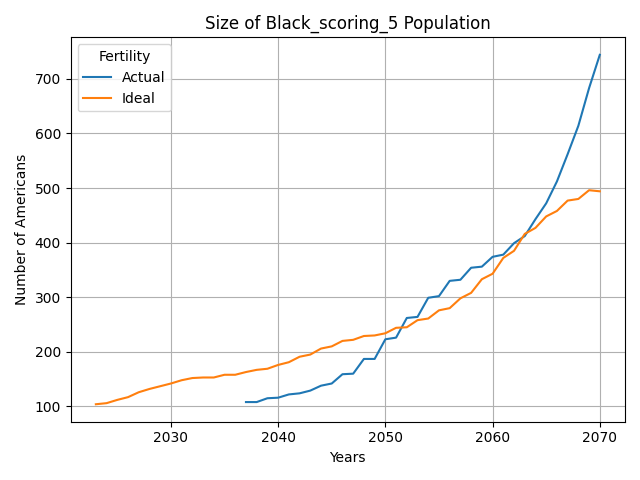 Size of Black_scoring_5 Population
Fertility
Actual
Ideal
Number of Americans
700
600
500
400
300
200
100
2030
2040
2050
2060
2070
Years